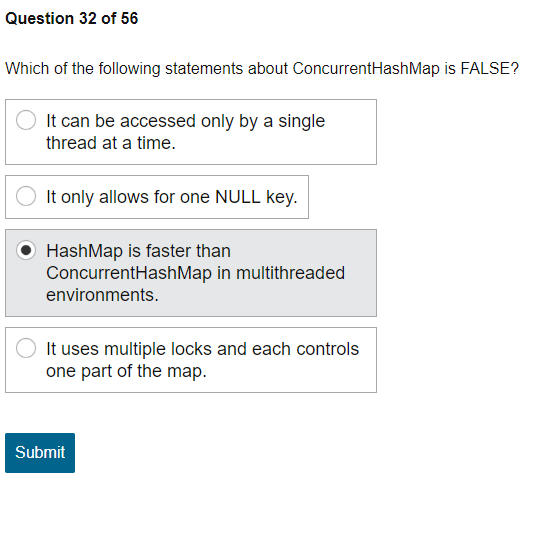 Question 32 of 56
Which of the following statements about ConcurrentHashMap is FALSE?
It can be accessed only by a single
thread at a time.
It only allows for one NULL key.
HashMap is faster than
ConcurrentHashMap in multithreaded
environments.
It uses multiple locks and each controls
one part of the map.
Submit